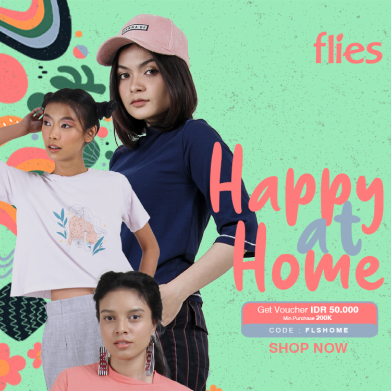 flies
Happy
at
Home
Get Voucher IDR 50.000
Min.Purchase 200K
CODE : FLSHOME
SHOP NOW